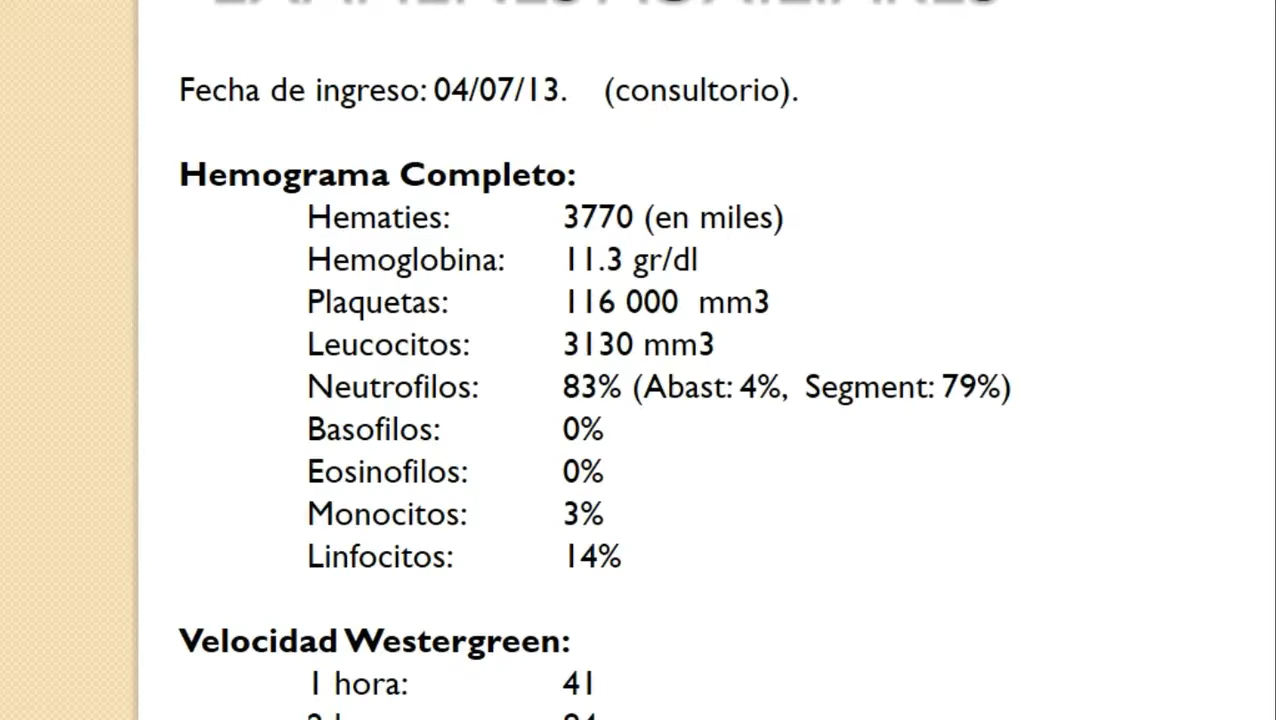 Fecha de ingreso: 04/07/13. (consultorio).
Hemograma Completo:
Hematies: 3770 (en miles)
Hemoglobina: 11.3 gr/dl
Plaquetas: 116 000 mm3
Leucocitos: 3130 mm3
Neutrofilos: 83% (Abast: 4%, Segment: 79%)
Basofilos: 0%
Eosinofilos: 0%
Monocitos: 3%
Linfocitos: 14%
Velocidad Westergreen:
1 hora: 41